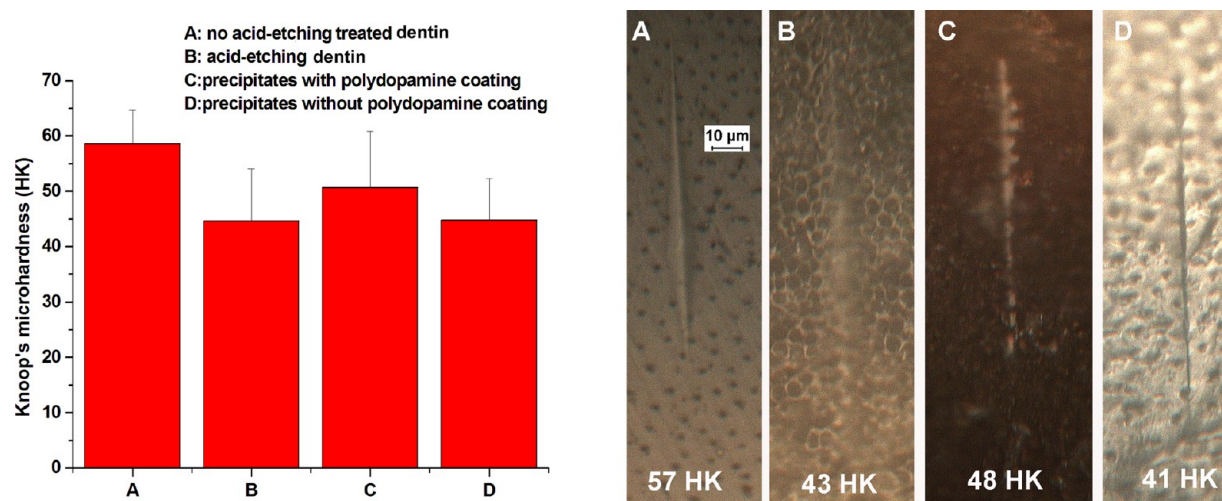 A: no acid-etching treated dentin
B: acid-etching dentin
C:precipitates with polydopamine coating
D:precipitates without polydopamine coating
Knoop's microhardness (HK)
70
60
50
40
30
20
10
0
A B C D
A B C D
10 µm
57 HK 43 HK 48 HK 41 HK